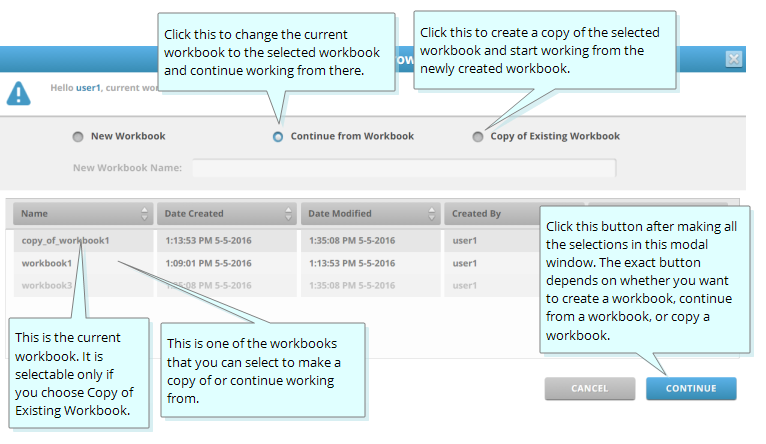 Click this to change the current
workbook to the selected workbook
and continue working from there.
Click this to create a copy of the selected
workbook and start working from the
newly created workbook.
Hello user1, current
New Workbook
Continue from Workbook
Copy of Existing Workbook
New Workbook Name:
Name
Date Created
Date Modified
Created By
copy_of_workbook1
1:13:53 PM 5-5-2016
1:35:08 PM 5-5-2016
user1
workbook1
1:09:01 PM 5-5-2016
1:13:53 PM 5-5-2016
user1
workbook3
1:35:08 PM 5-5-2016
1:35:08 PM 5-5-2016
user1
Click this button after making all
the selections in this modal
window. The exact button
depends on whether you want
to create a workbook, continue
from a workbook, or copy a
workbook.
This is the current
workbook. It is
selectable only if
you choose Copy of
Existing Workbook.
This is one of the workbooks
that you can select to make a
copy of or continue working
from.
CANCEL
CONTINUE